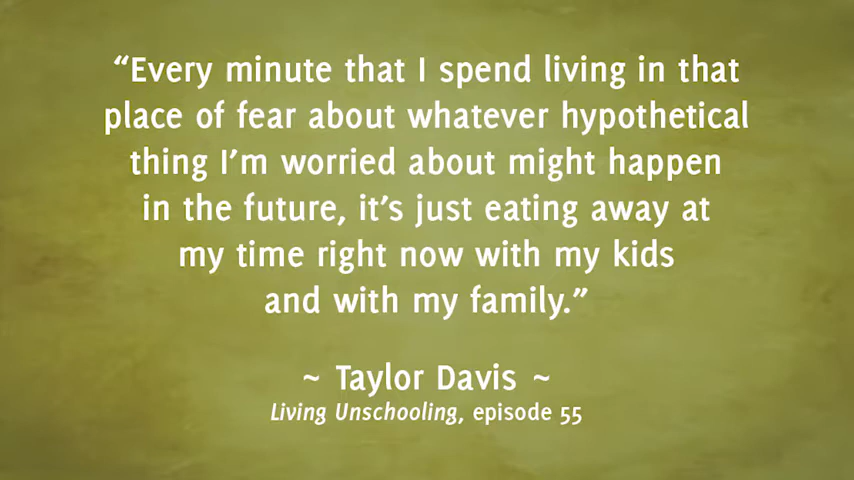 “Every minute that I spend living in that
place of fear about whatever hypothetical
thing I’m worried about might happen
in the future, it’s just eating away at
my time right now with my kids
and with my family.”
~ Taylor Davis ~
Living Unschooling, episode 55